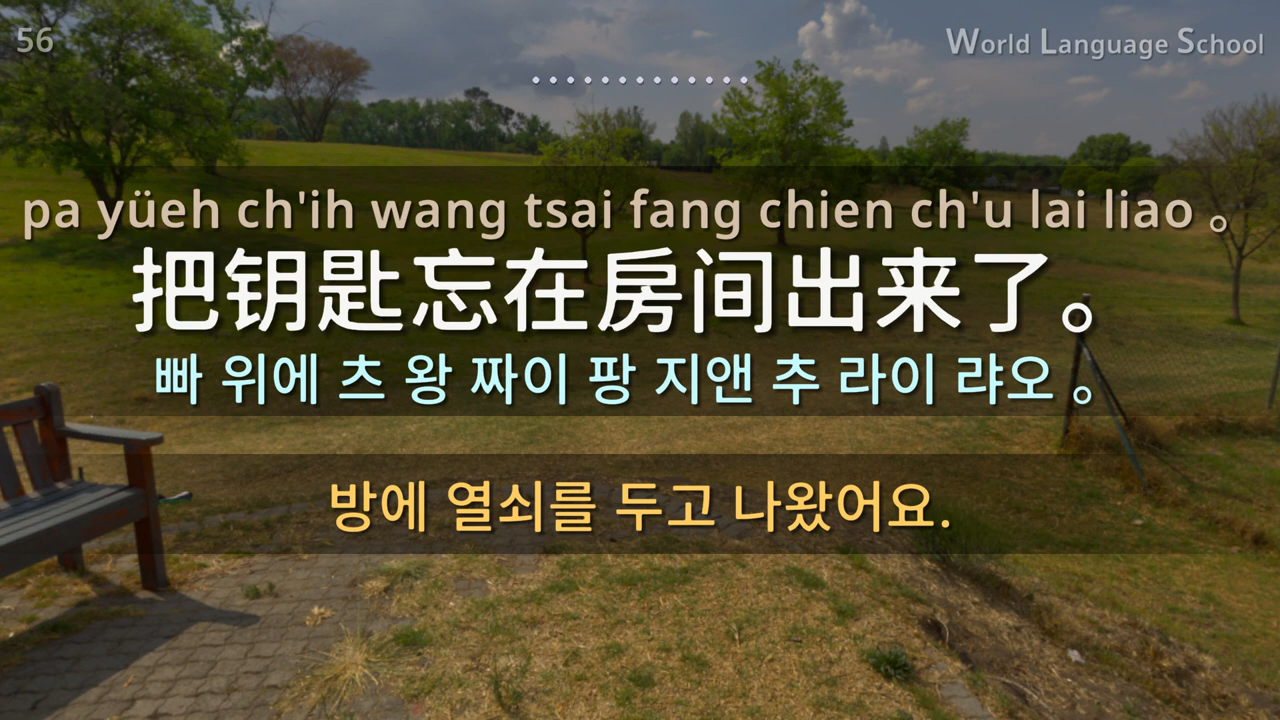 56
World Language School
pa yüeh ch'ih wang tsai fang chien ch'u lai liao 。
把钥匙忘在房间出来了。
빠 위에 츠 왕 짜이 팡 지앤 추 라이 랴오 。
방에 열쇠를 두고 나왔어요.